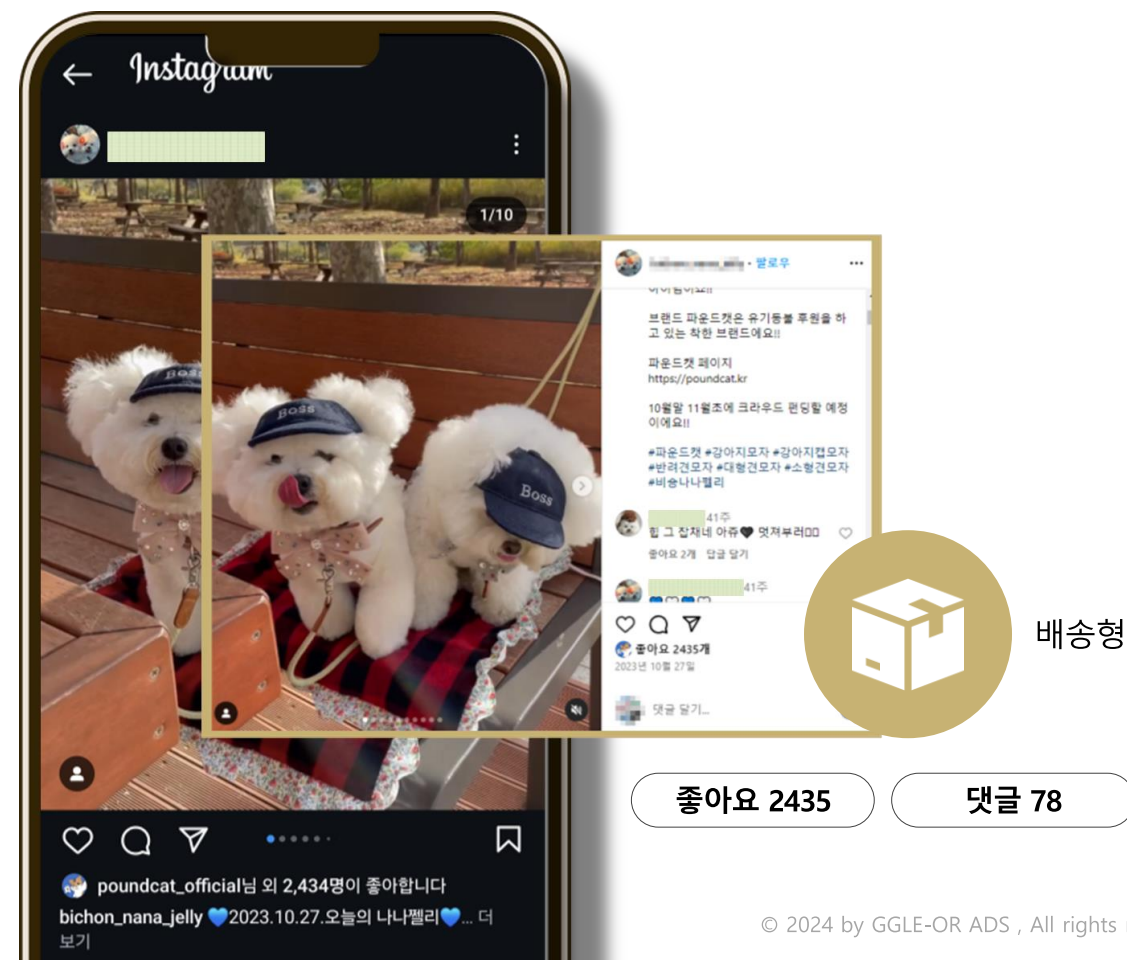 Instagram
1/10
Boss
Boss
Boss
• 팔로우
브랜드 파운드캣은 유기동물 후원을 하
고 있는 착한 브랜드에요!!
파운드캣 페이지
https://poundcat.kr
10월말 11월초에 크라우드 펀딩할 예정
이에요!!
#파운드캣 #강아지모자 #강아지캡모자
#반려견모자 #대형견모자 #소형견모자
#비숑나나쩰리
41주
힙 그 잡채네 아쥬🖤 멋져부러
좋아요 2개 답글 달기
41주
좋아요 2435개
2023년 10월 27일
댓글 달기...
배송형
좋아요 2435
댓글 78
poundcat_official님 외 2,434명이 좋아합니다
bichon_nana_jelly 💙2023.10.27.오늘의 나나쩰리💙... 더
보기
© 2024 by GGLE-OR ADS , All rights